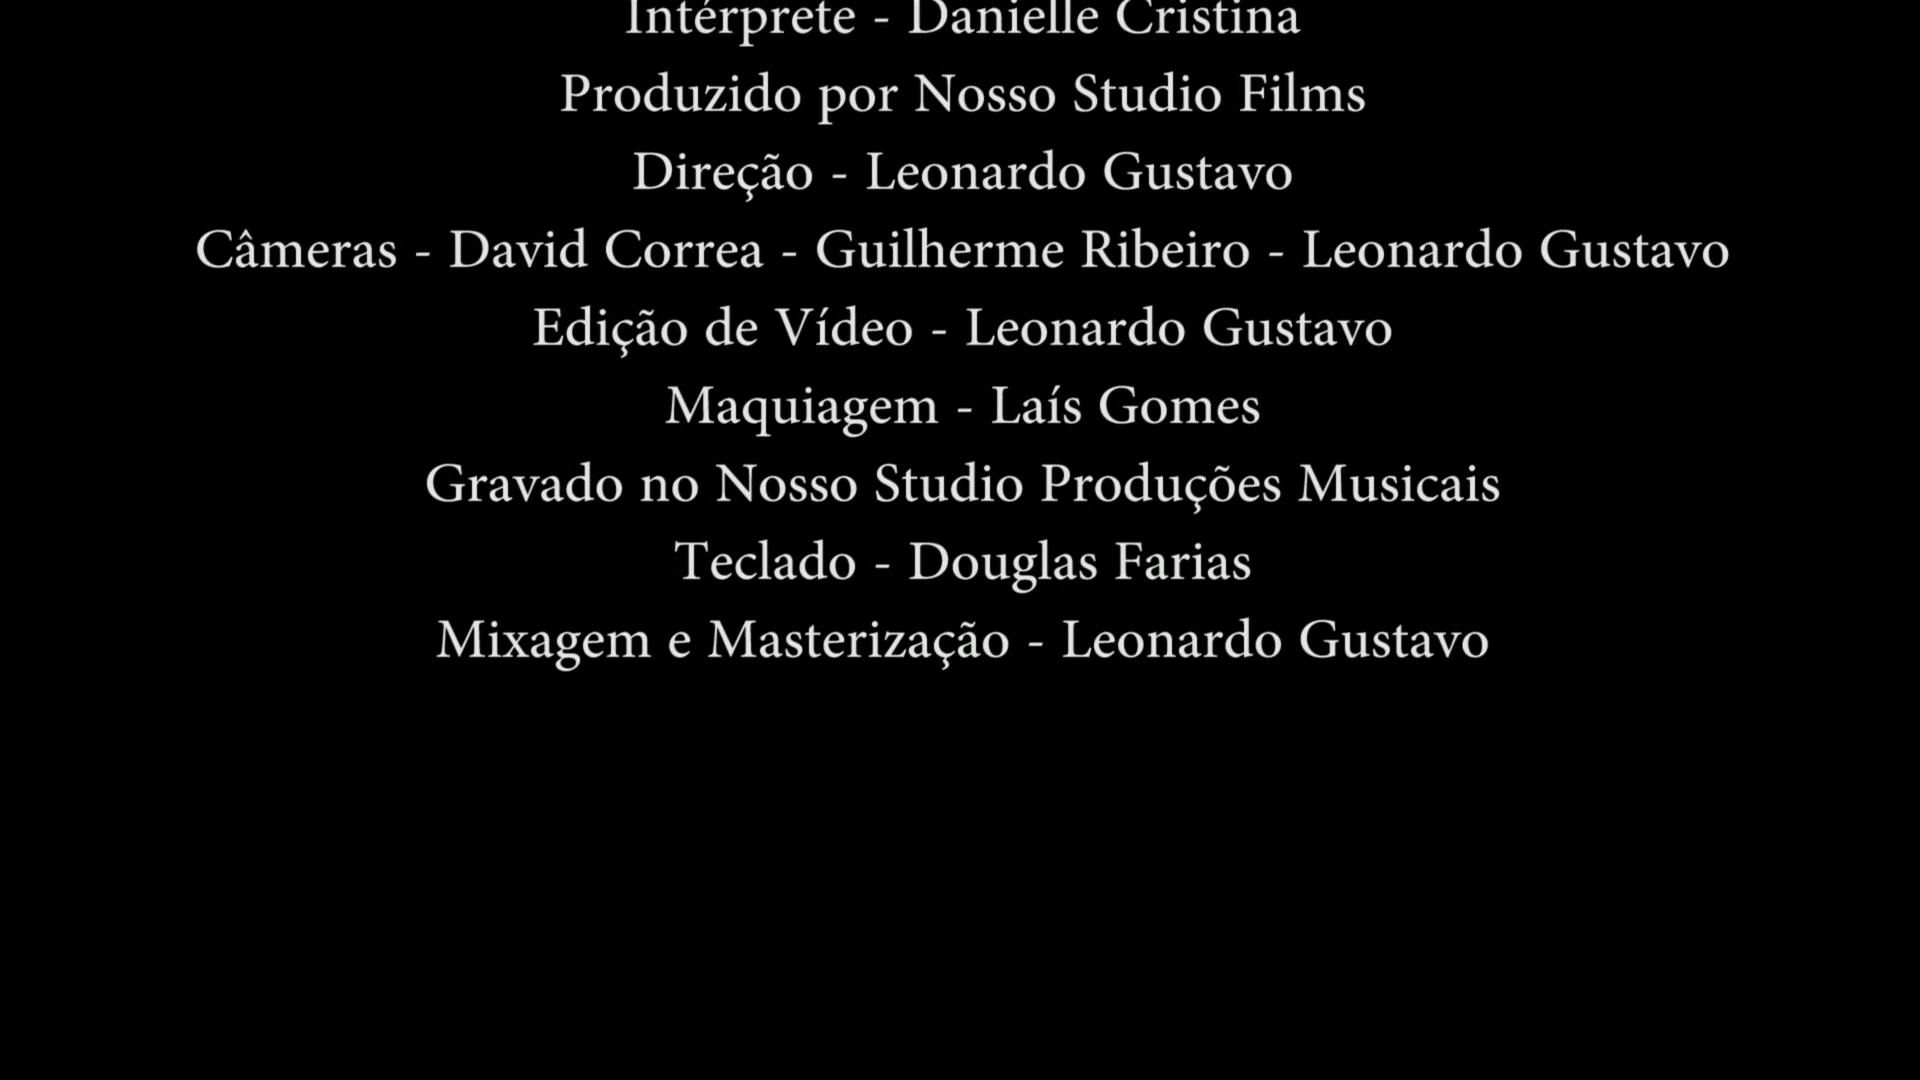 Intérprete - Danielle Cristina
Produzido por Nosso Studio Films
Direção - Leonardo Gustavo
Câmeras - David Correa - Guilherme Ribeiro - Leonardo Gustavo
Edição de Vídeo - Leonardo Gustavo
Maquiagem - Laís Gomes
Gravado no Nosso Studio Produções Musicais
Teclado - Douglas Farias
Mixagem e Masterização - Leonardo Gustavo